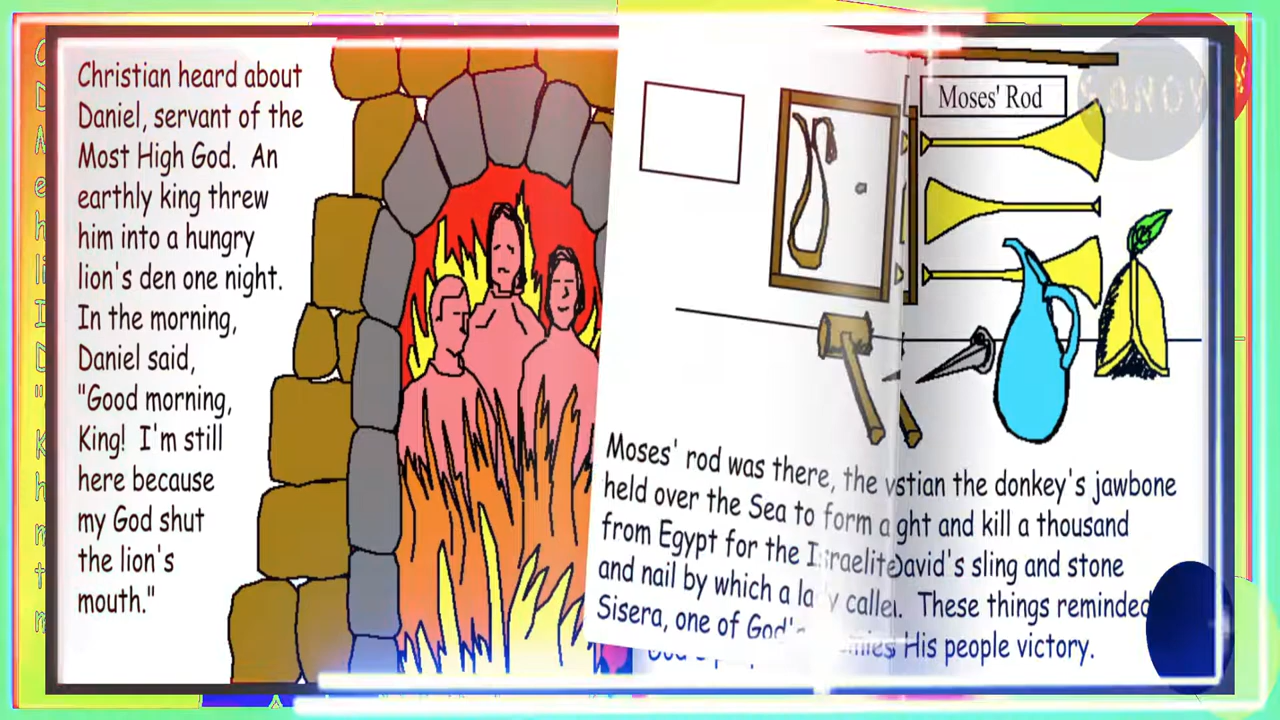 Christian heard about
Daniel, servant of the
Most High God. An
earthly king threw
him into a hungry
lion's den one night.
In the morning,
Daniel said,
"Good morning,
King! I'm still
here because
my God shut
the lion's
mouth."
Moses' Rod
Moses' rod was there, the
held over the Sea to form a
from Egypt for the Israelite
and nail by which a
Sisera, one of God's
the donkey's jawbone
and kill a thousand
David's sling and stone
These things reminded
His people victory.